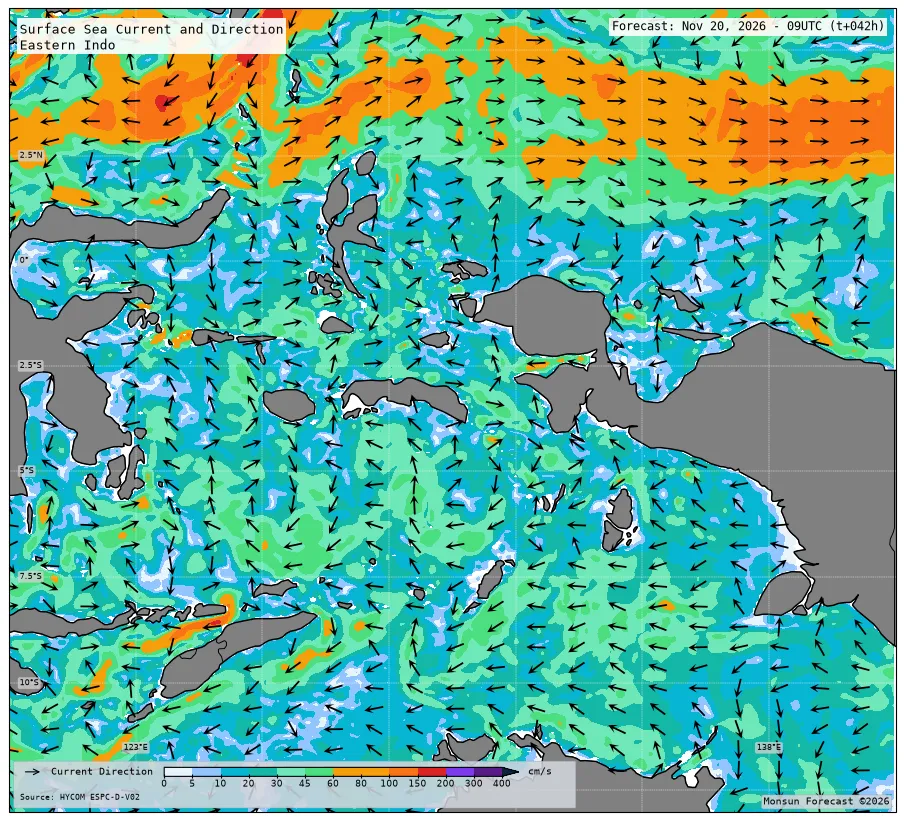 Surface Sea Current and Direction
Eastern Indo
Forecast: Nov 20, 2026 - 09UTC (t+042h)
2.5°N
0°
2.5°S
5°S
7.5°S
10°S
123°E
138°E
Current Direction
0 5 10 20 30 45 60 80 100 150 200 300 400
cm/s
Source: HYCOM ESPC-D-V02
Monsun Forecast ©2026